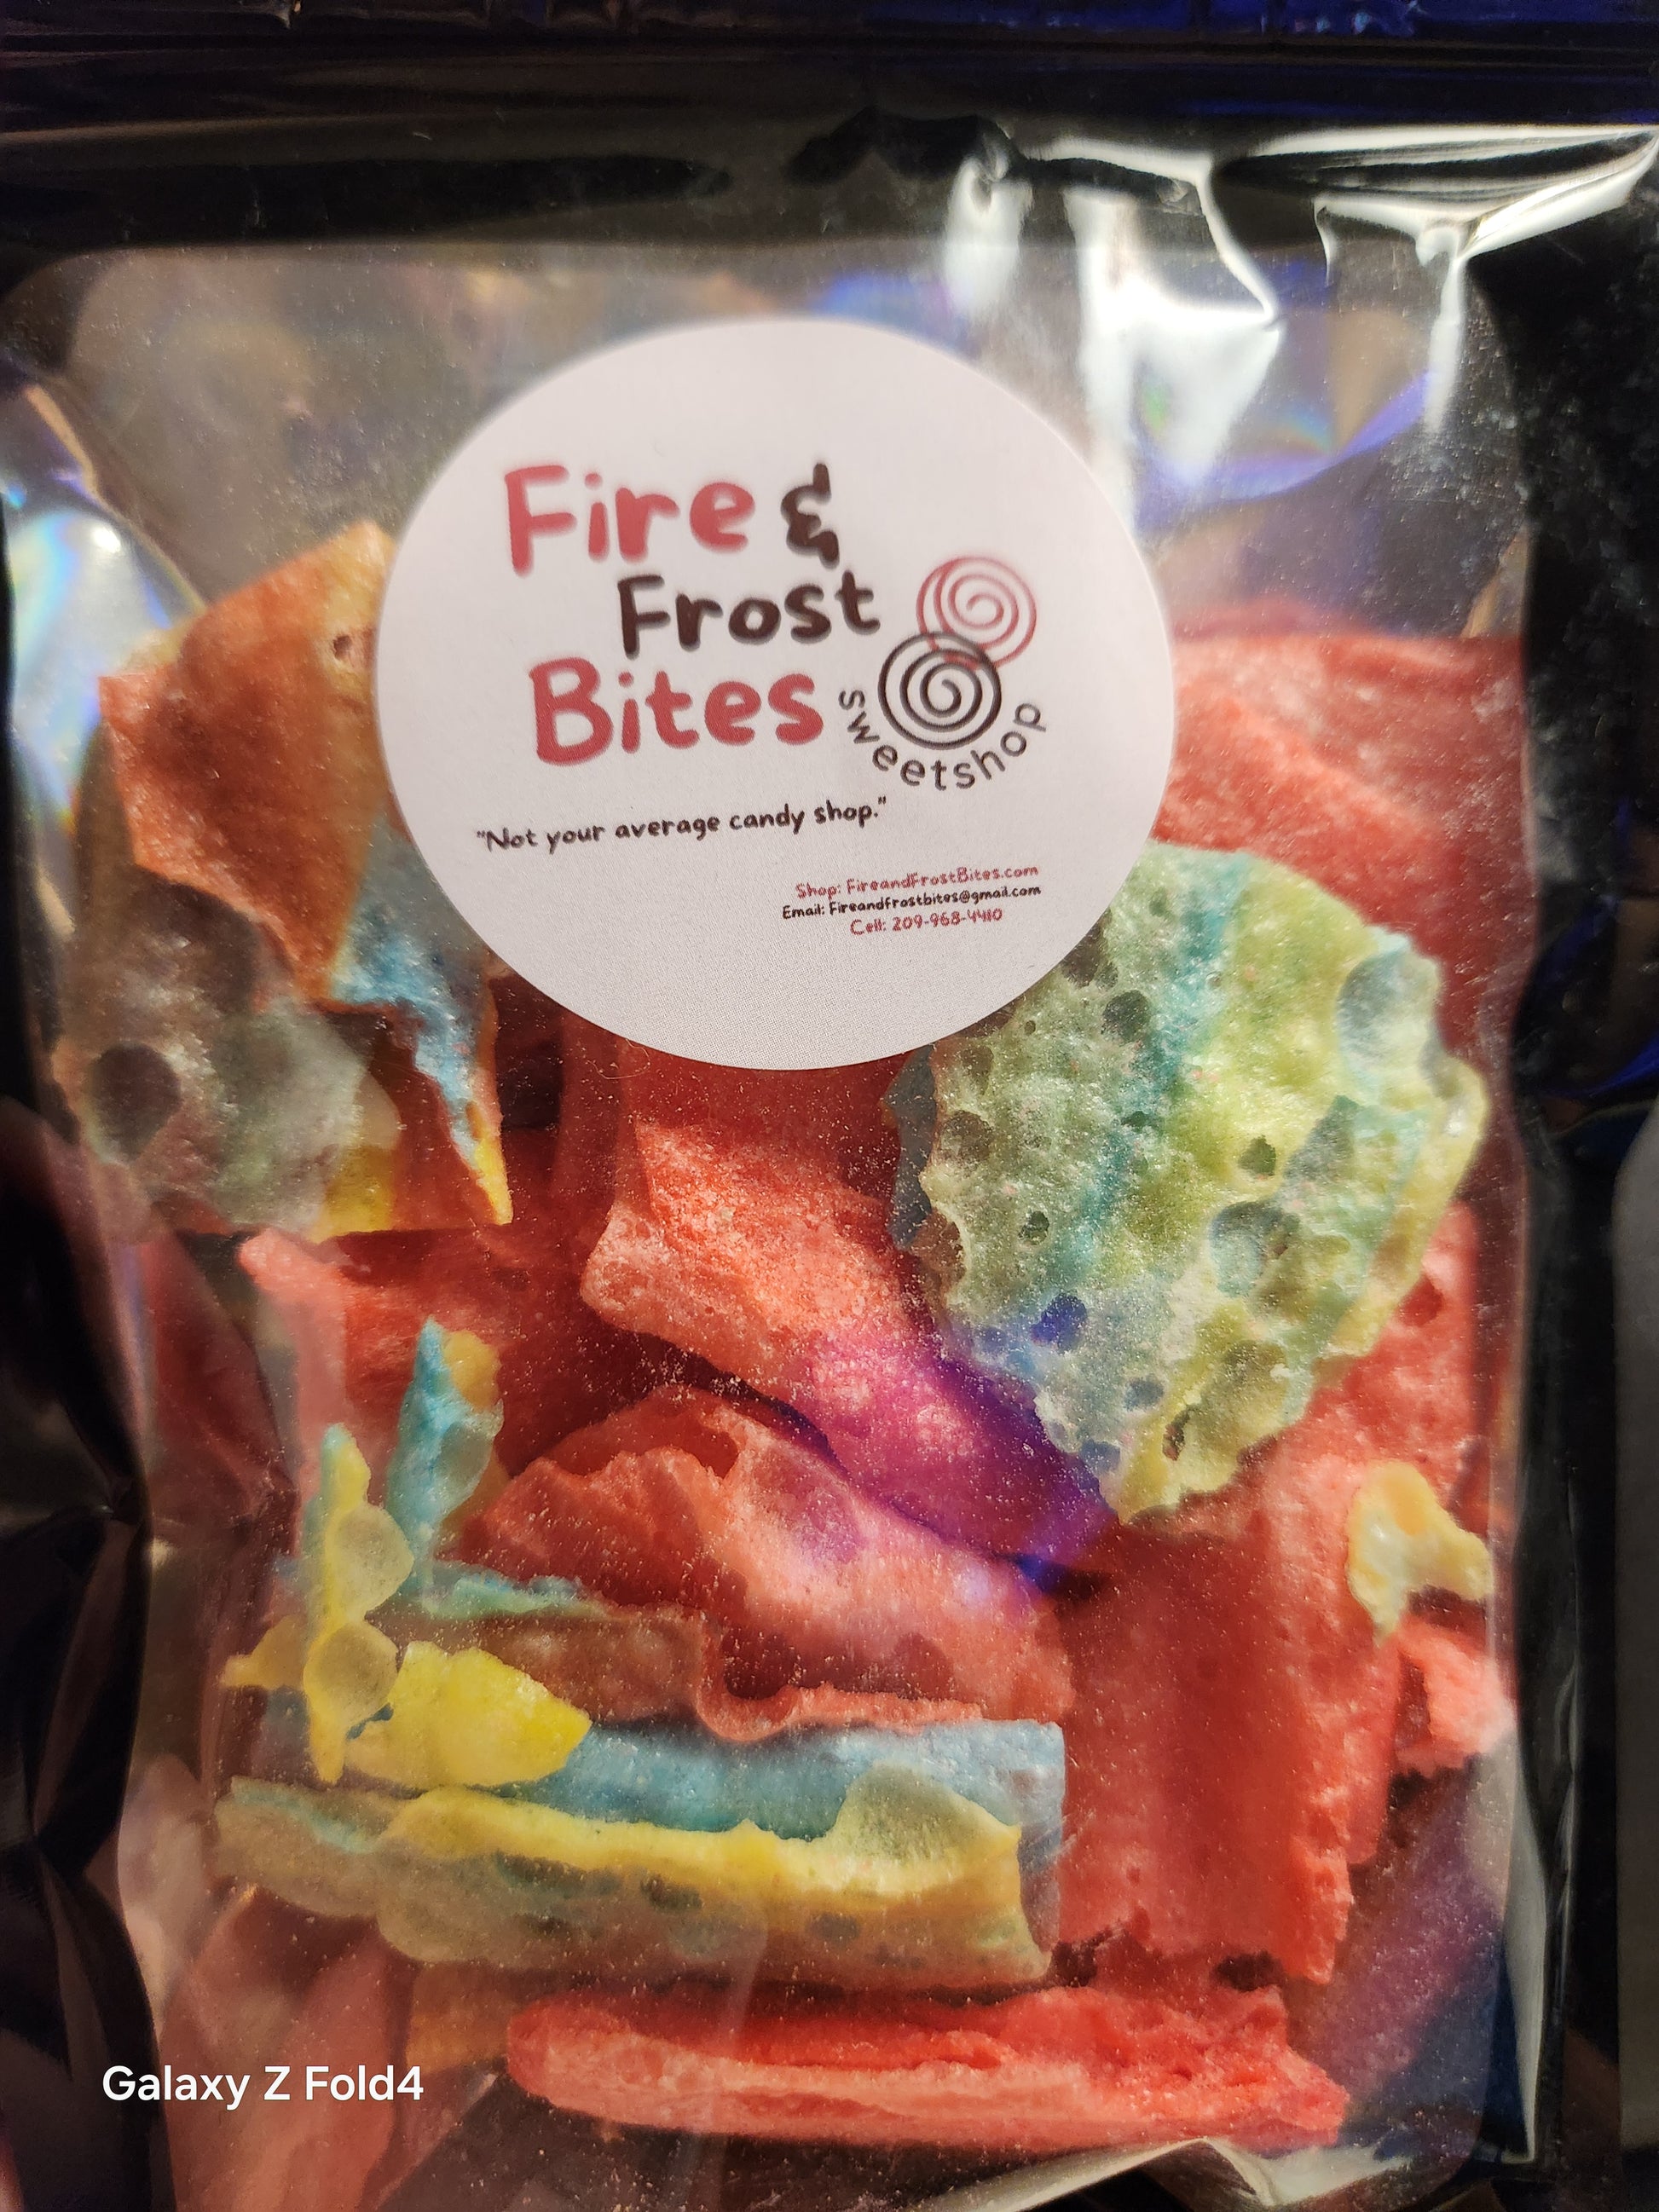 Fire &
Frost
Bites
sweetshop
"Not your average candy shop."
Shop: FireandFrostBites.com
Email: Fireandfrostbites@gmail.com
Cell: 209-968-4410
Galaxy Z Fold4